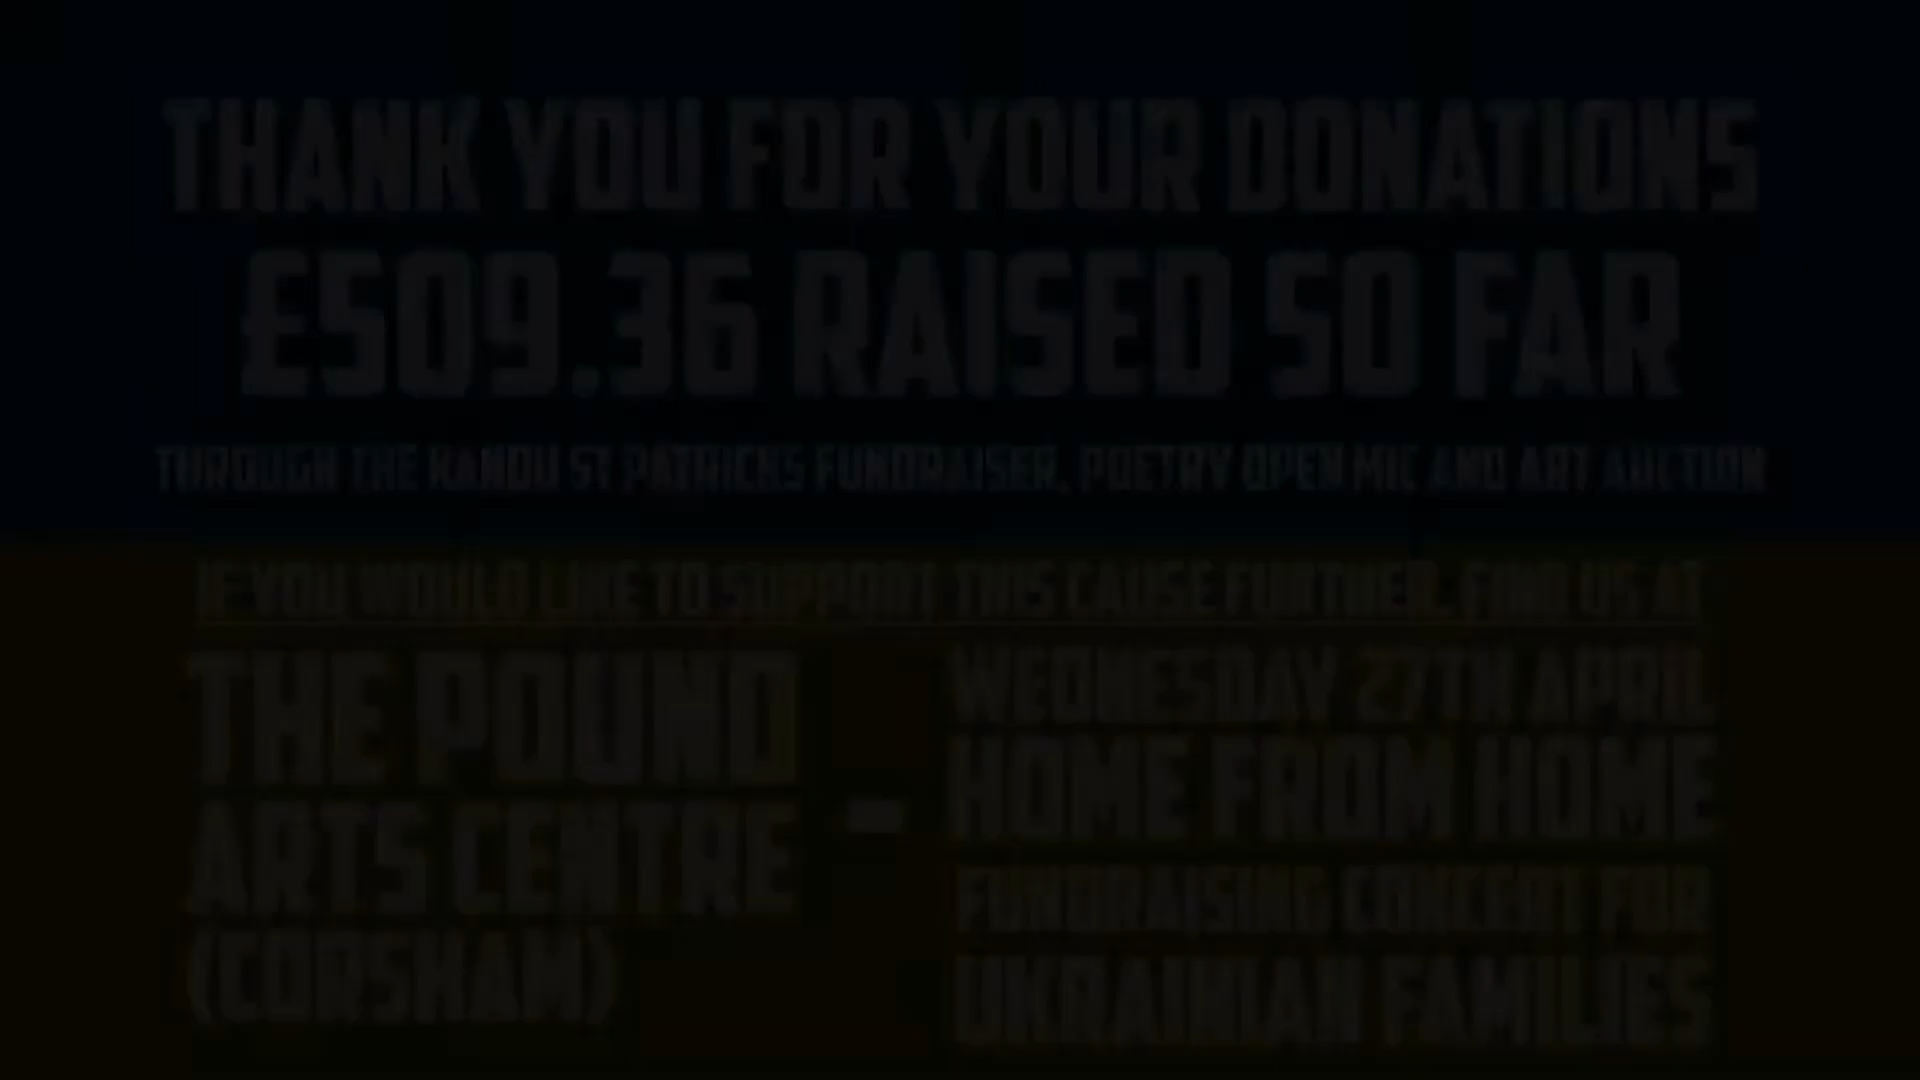 THANK YOU FOR YOUR DONATIONS
£509.36 RAISED SO FAR
THROUGH THE KANDU ST PATRICKS FUNDRAISER, POETRY OPEN MIC AND ART AUCTION
IF YOU WOULD LIKE TO SUPPORT THIS CAUSE FURTHER, FIND US AT
THE POUND
ARTS CENTRE
(CORSHAM)
-
WEDNESDAY 27TH APRIL
HOME FROM HOME
FUNDRAISING CONCERT FOR
UKRAINIAN FAMILIES